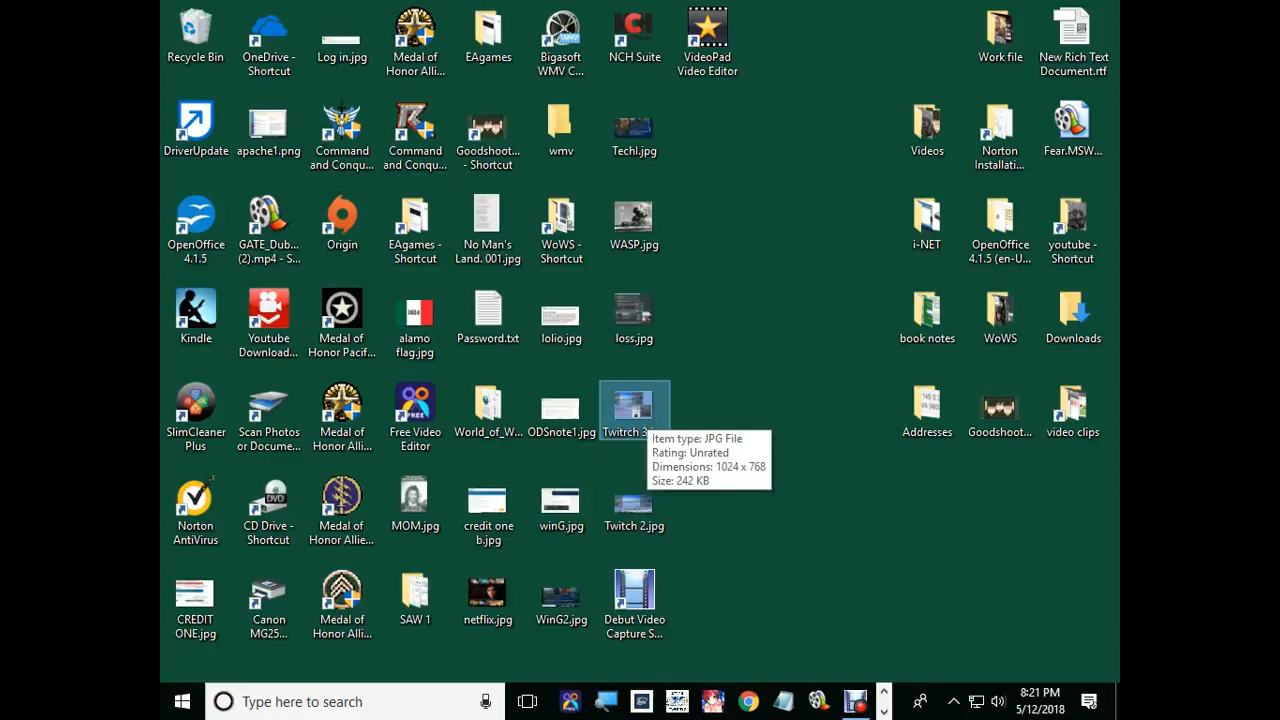 Recycle Bin
OneDrive -
Shortcut
Log in.jpg
Medal of
Honor Alli...
EAgames
Bigasoft
WMV C...
NCH
NCH Suite
VideoPad
Video Editor
Work file
New Rich Text
Document.rtf
DriverUpdate
apache1.png
Command
and Conqu...
Command
and Conqu...
Goodshoot...
- Shortcut
wmv
TechI.jpg
Videos
Norton
Installati...
Fear.MSW...
OpenOffice
4.1.5
GATE_Dub...
(2).mp4 - S...
Origin
EAgames -
Shortcut
No Man's
Land. 001.jpg
WoWS -
Shortcut
WASP.jpg
i-NET
OpenOffice
4.1.5 (en-U...
youtube -
Shortcut
Kindle
Youtube
Download...
Medal of
Honor Pacif...
alamo
flag.jpg
Password.txt
lolio.jpg
loss.jpg
book notes
WoWS
Downloads
SlimCleaner
Plus
Scan Photos
or Docume...
Medal of
Honor Alli...
FREE
Free Video
Editor
World_of_W...
ODSnote1.jpg
Twitrch
Addresses
Goodshoot...
video clips
Item type: JPG File
Rating: Unrated
Dimensions: 1024 x 768
Size: 242 KB
Norton
AntiVirus
DVD
CD Drive -
Shortcut
Medal of
Honor Allie...
MOM.jpg
credit one
b.jpg
winG.jpg
Twitch 2.jpg
CREDIT
ONE.jpg
Canon
MG25...
Medal of
Honor Alli...
SAW 1
netflix.jpg
WinG2.jpg
Debut Video
Capture S...
Type here to search
8:21 PM
5/12/2018